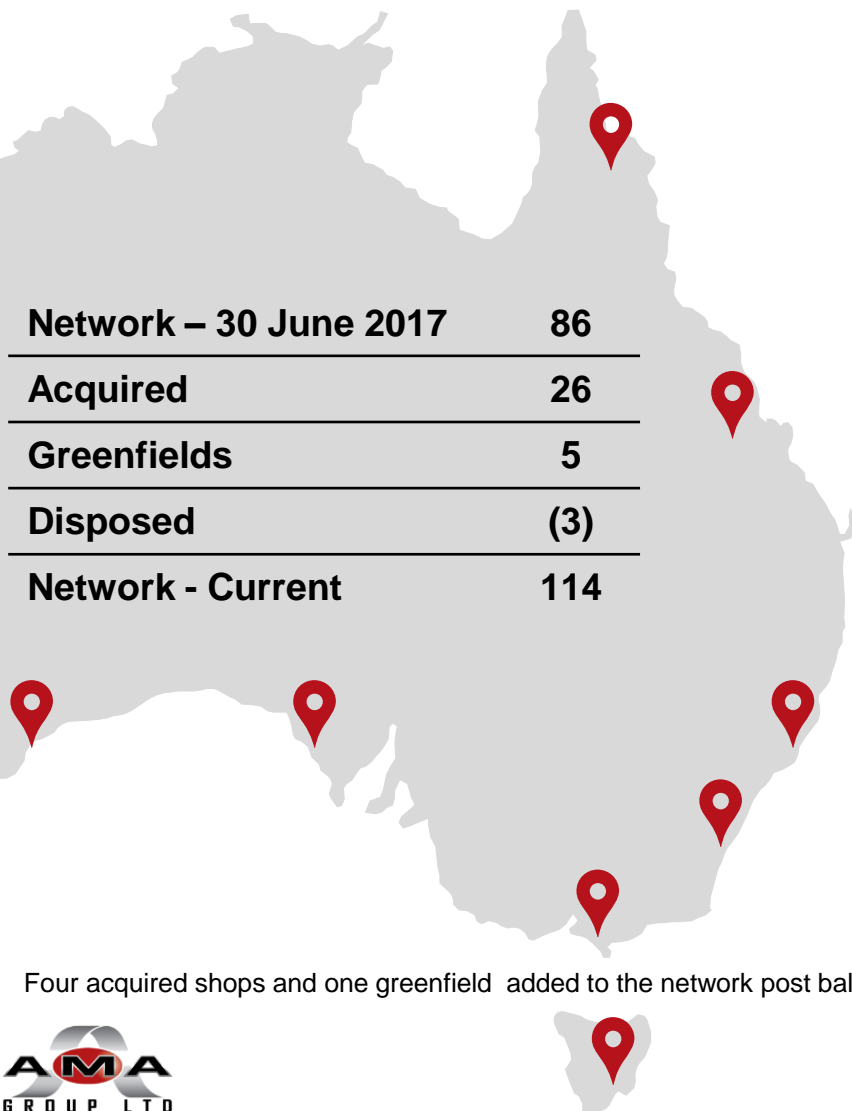 Network – 30 June 2017 86
Acquired 26
Greenfields 5
Disposed (3)
Network - Current 114
Four acquired shops and one greenfield added to the network post bal
AMA
GROUP LTD